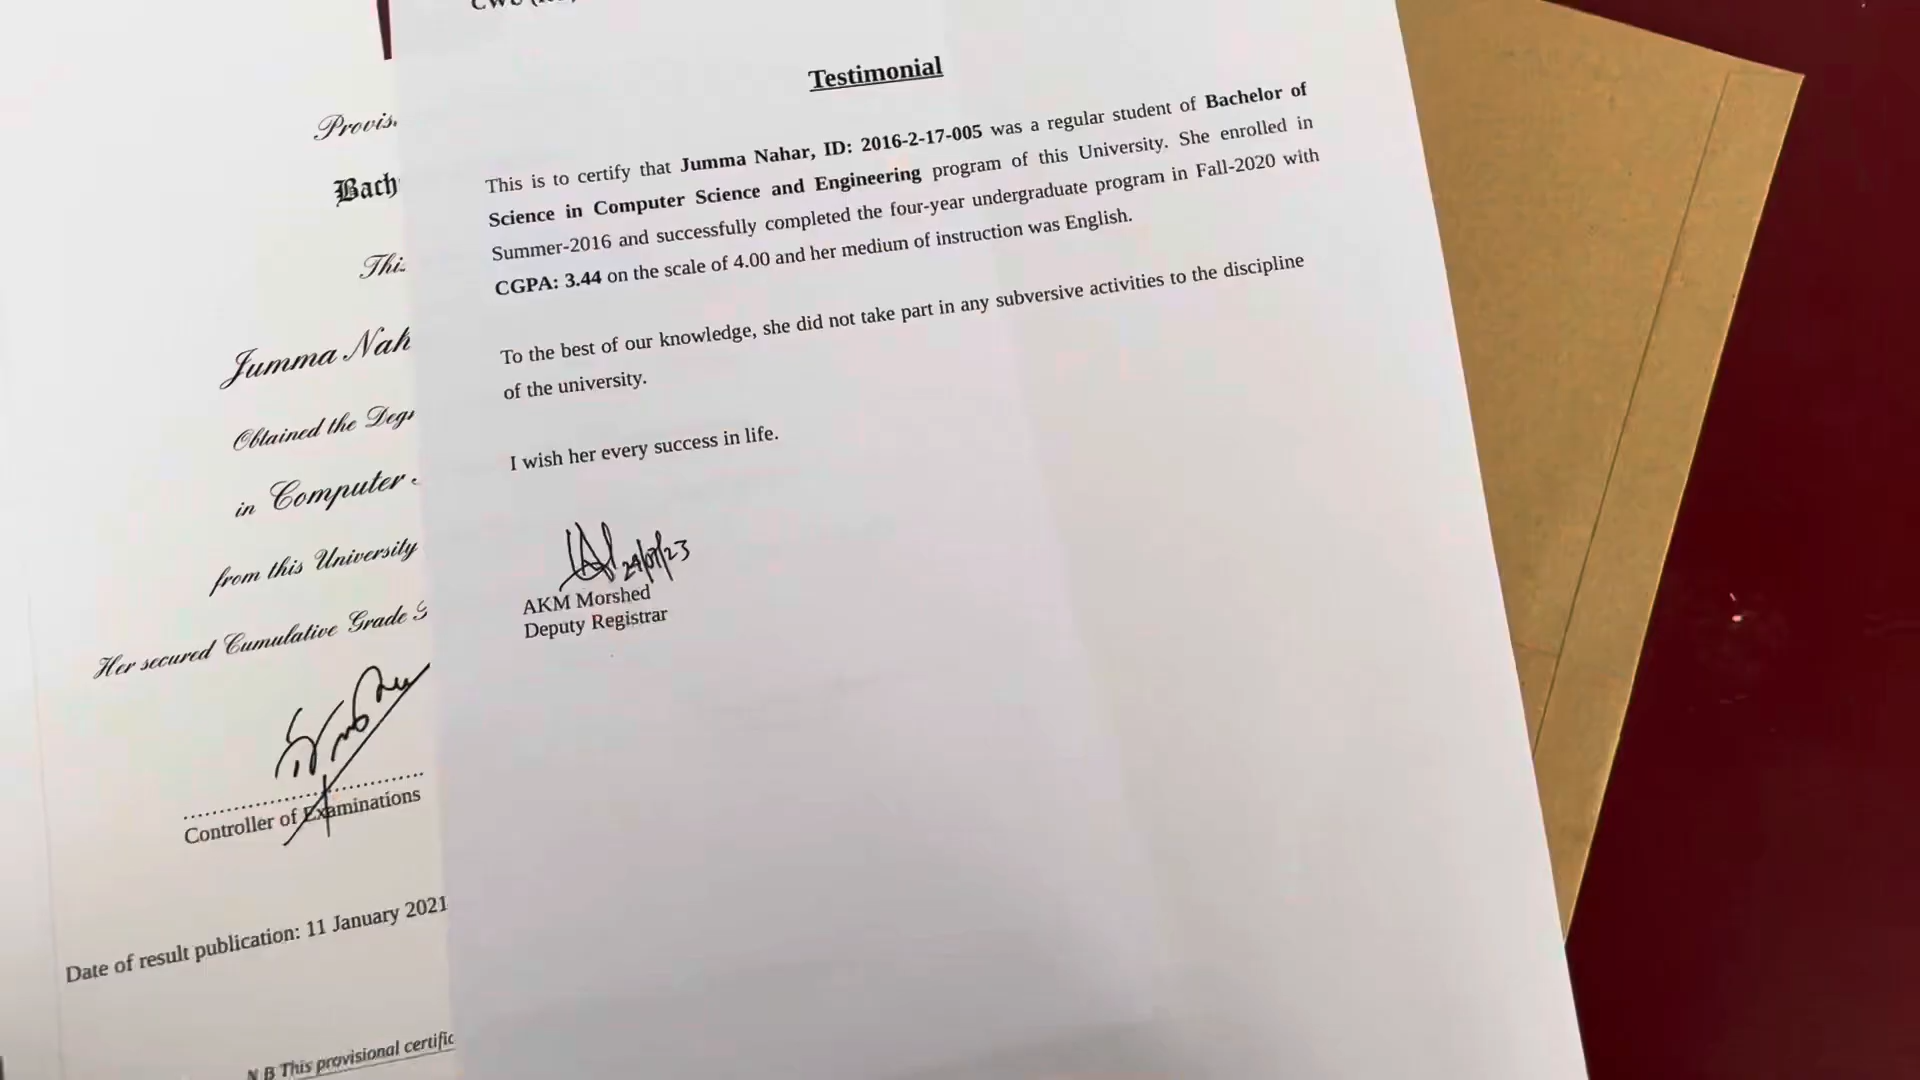 Testimonial
This is to certify that Jumma Nahar, ID: 2016-2-17-005 was a regular student of Bachelor of
Science in Computer Science and Engineering program of this University. She enrolled in
Summer-2016 and successfully completed the four-year undergraduate program in Fall-2020 with
CGPA: 3.44 on the scale of 4.00 and her medium of instruction was English.
To the best of our knowledge, she did not take part in any subversive activities to the discipline
of the university.
I wish her every success in life.
AKM Morshed
Deputy Registrar
Provis
Bach
This
Jumma Nah
Obtained the Degr
in Computer
from this University
Her secured Cumulative Grade
Controller of Examinations
Date of result publication: 11 January 2021
N B This provisional certific